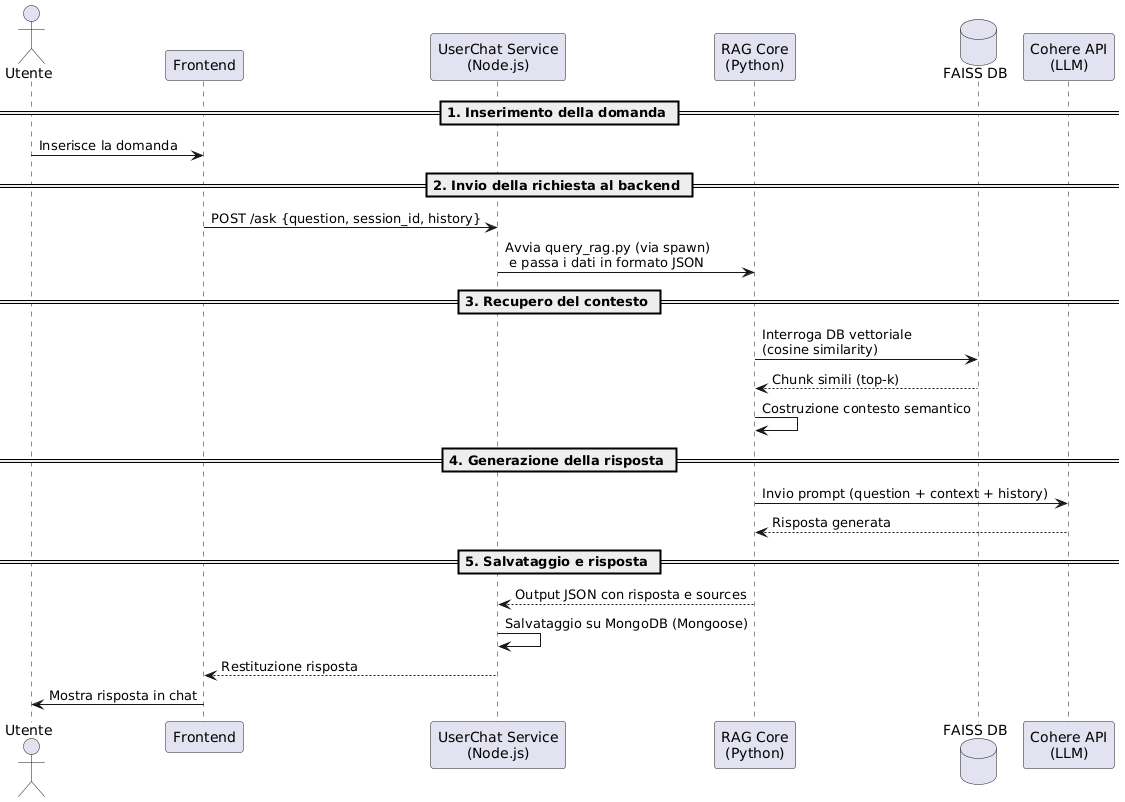 Utente
Frontend
UserChat Service
(Node.js)
RAG Core
(Python)
FAISS DB
Cohere API
(LLM)
1. Inserimento della domanda
Inserisce la domanda
2. Invio della richiesta al backend
POST /ask {question, session_id, history}
Avvia query_rag.py (via spawn)
e passa i dati in formato JSON
3. Recupero del contesto
Interroga DB vettoriale
(cosine similarity)
Chunk simili (top-k)
Costruzione contesto semantico
4. Generazione della risposta
Invio prompt (question + context + history)
Risposta generata
5. Salvataggio e risposta
Output JSON con risposta e sources
Salvataggio su MongoDB (Mongoose)
Restituzione risposta
Mostra risposta in chat
Utente
Frontend
UserChat Service
(Node.js)
RAG Core
(Python)
FAISS DB
Cohere API
(LLM)